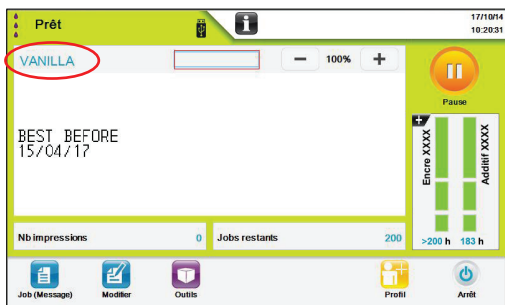 Prêt
17/10/14
10:20:31
VANILLA
100%
Pause
BEST BEFORE
15/04/17
Encre XXXX
Additif XXXX
>200 h 183 h
Nb impressions 0
Jobs restants 200
Job (Message)
Modifier
Outils
Profil
Arrêt